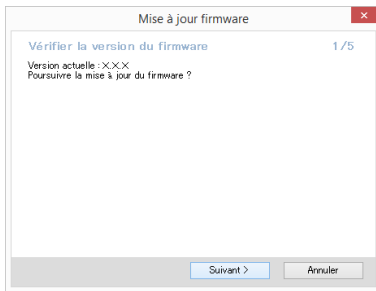 Mise à jour firmware
Vérifier la version du firmware 1/5
Version actuelle : X.X.X
Poursuivre la mise à jour du firmware ?
Suivant > Annuler